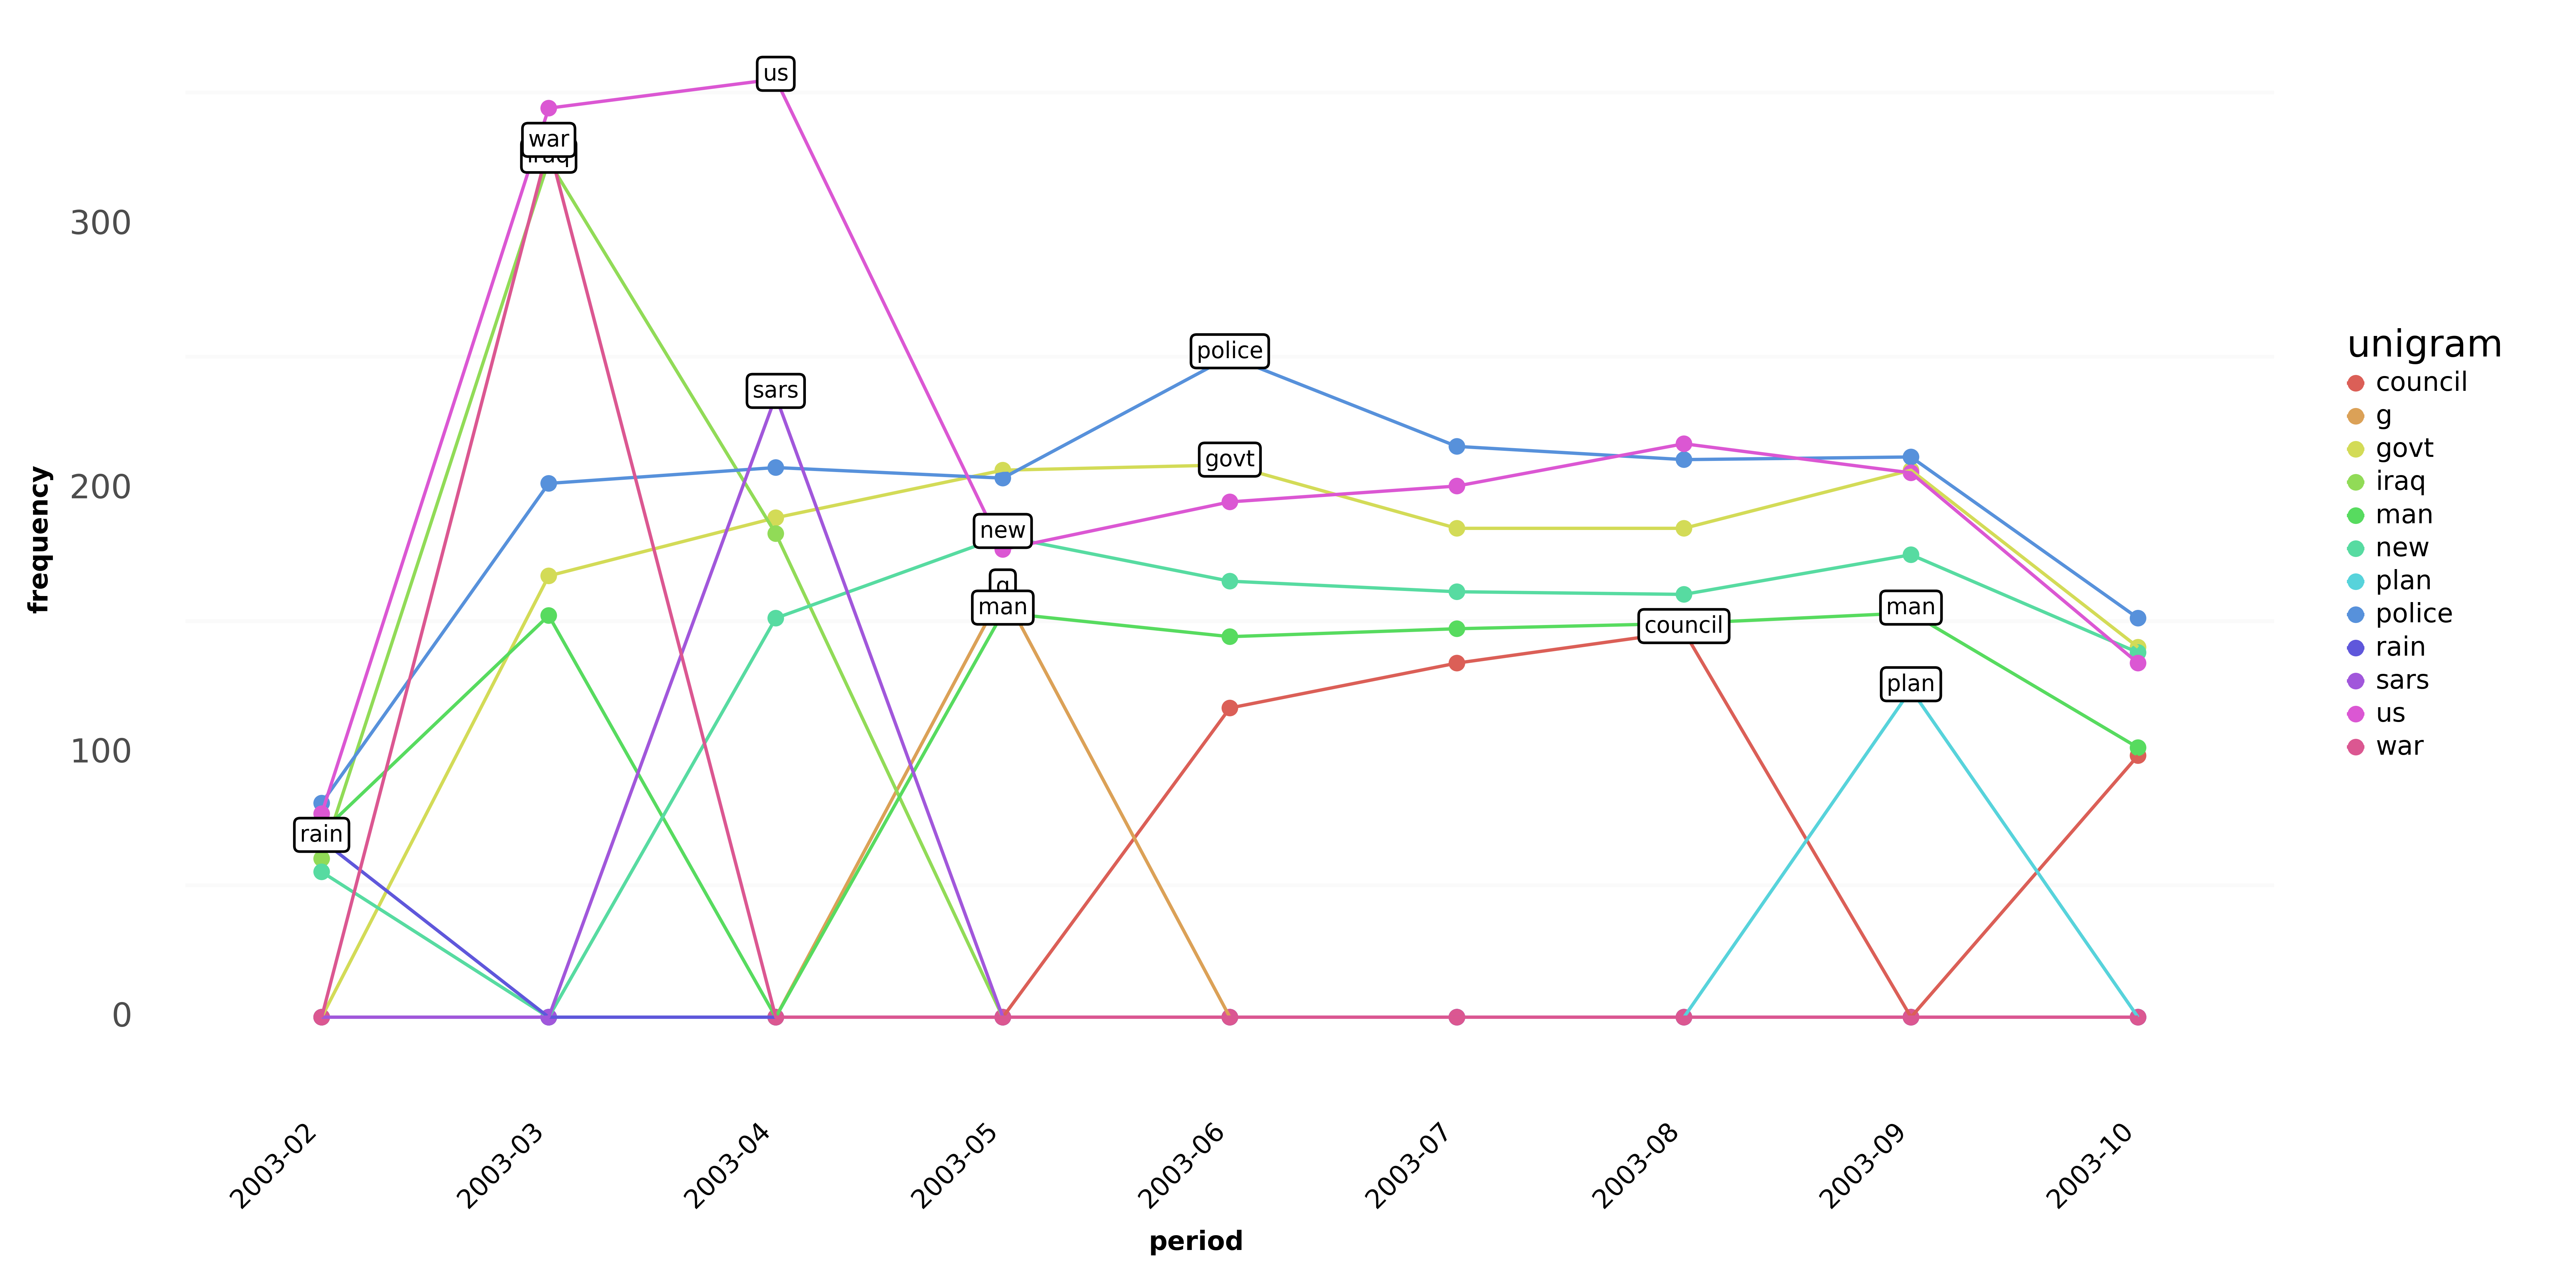 us
war
iraq
300
police
unigram
council
sars
g
govt
govt
iraq
200
man
new
new
plan
g
police
man
man
rain
council
sars
plan
us
war
100
rain
0
frequency
2003-02
2003-03
2003-04
2003-05
2003-06
2003-07
2003-08
2003-09
2003-10
period